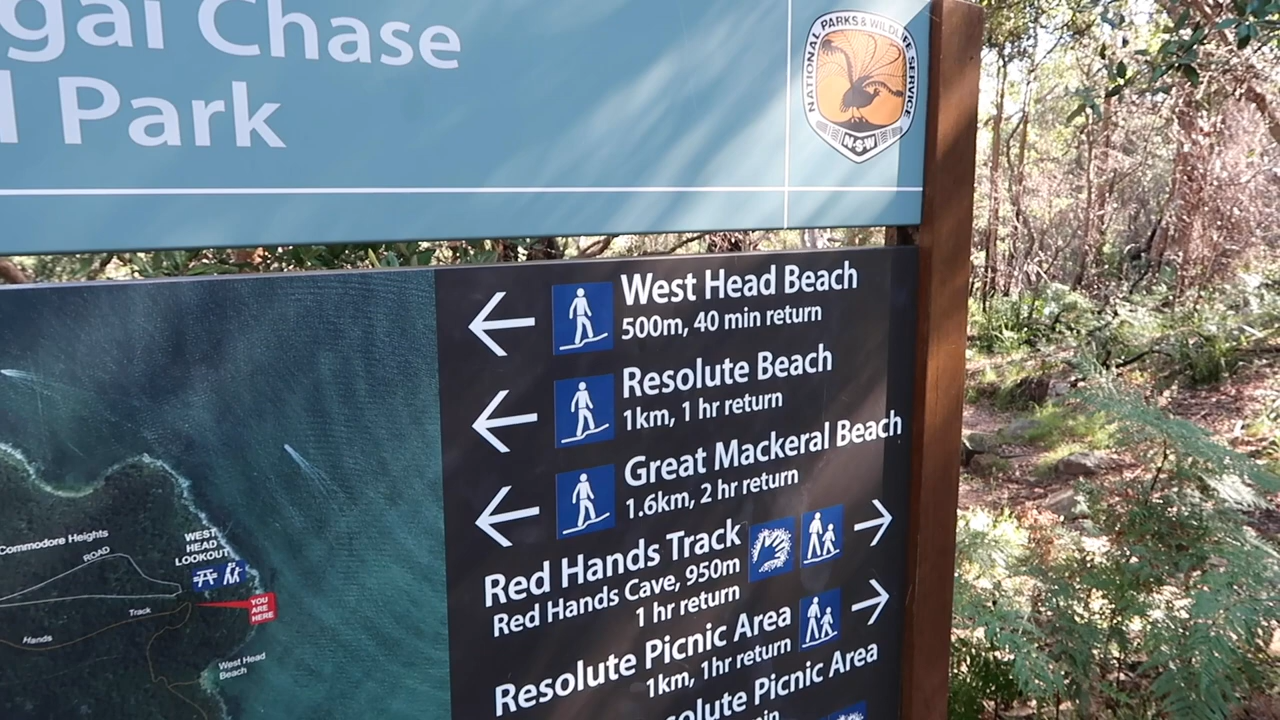 gai Chase
Park
NATIONAL PARKS & WILDLIFE SERVICE
N·S·W
West Head Beach
500m, 40 min return
Resolute Beach
1km, 1 hr return
Great Mackeral Beach
1.6km, 2 hr return
Red Hands Track
Red Hands Cave, 950m
1 hr return
Resolute Picnic Area
1km, 1hr return
solute Picnic Area
min
Commodore Heights
ROAD
WEST
HEAD
LOOKOUT
YOU
ARE
HERE
Track
Hands
West Head
Beach